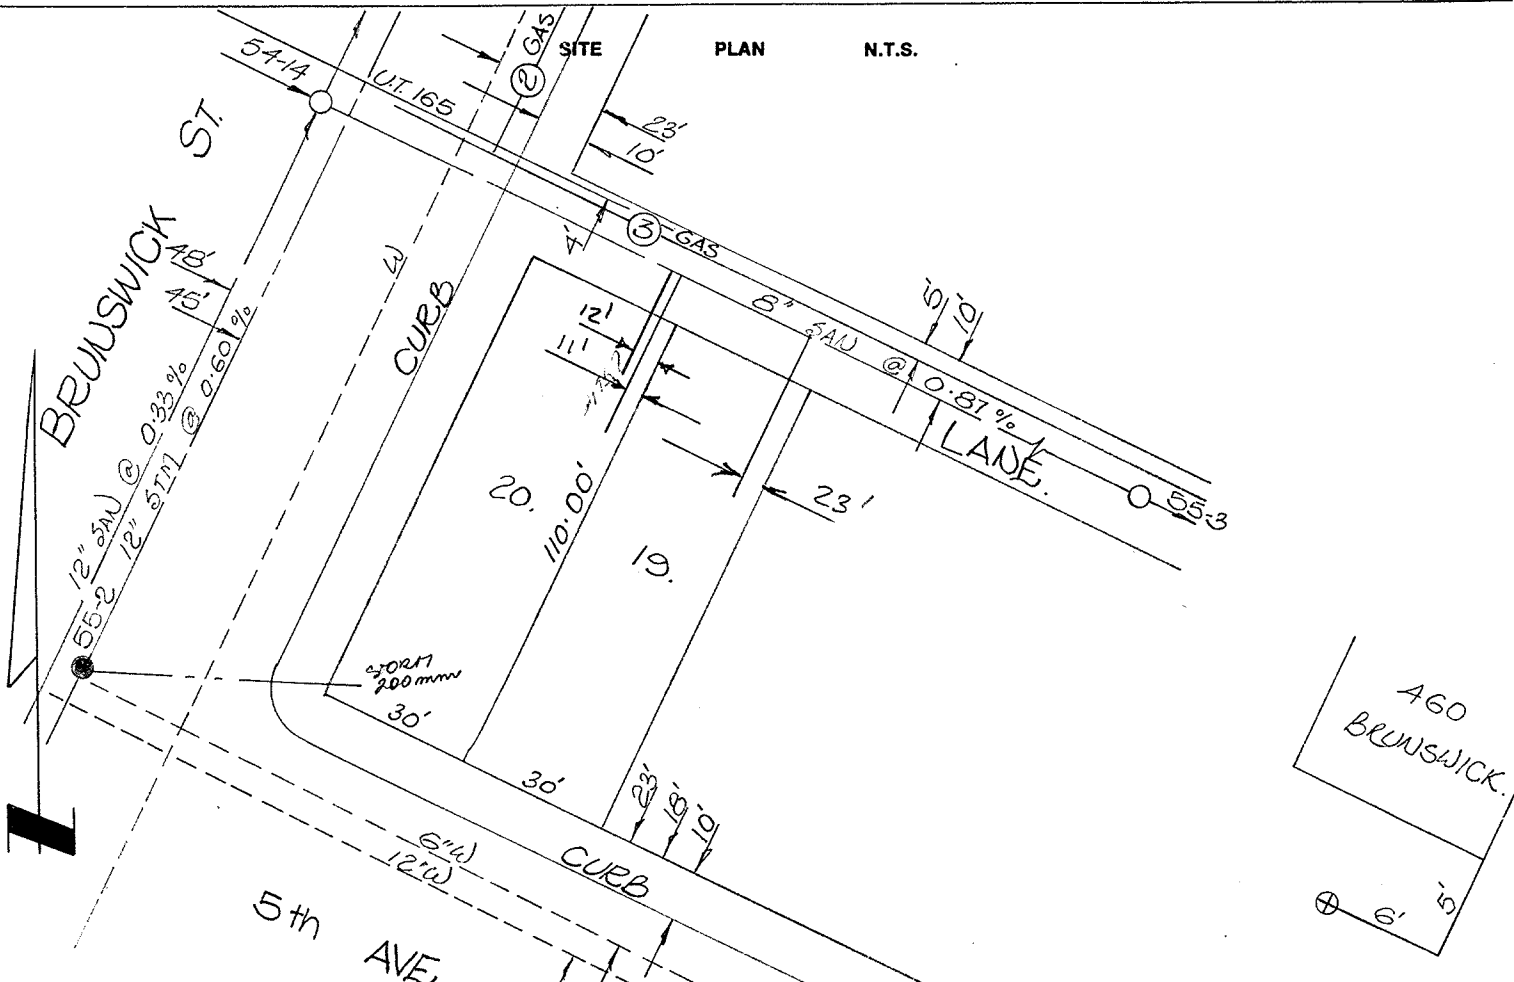 SITE PLAN N.T.S.
54-14
U.T. 165
② GAS
BRUNSWICK ST.
23'
10'
4'
③ GAS
48'
45'
W
CURB
12'
11'
8" SAN @ 0.87%
5'
10'
LANE.
55-3
12" SAN @ 0.33%
12" STM @ 0.60%
55-2
20.
110.00'
19.
23'
STORM
200mm
30'
30'
23'
18'
10'
6" W
12" W
CURB
5th AVE.
460
BRUNSWICK.
6'
5'